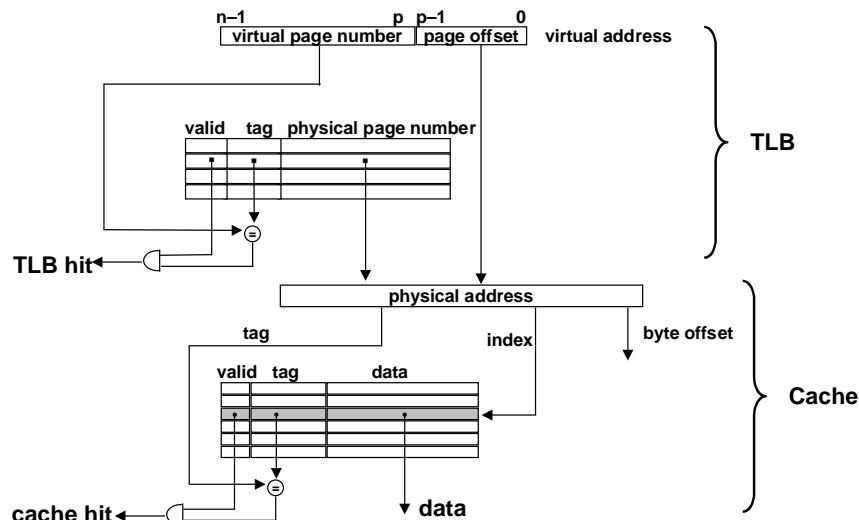 n–1 p p–1 0
virtual page number page offset virtual address
valid tag physical page number
TLB
=
TLB hit
physical address
tag index byte offset
valid tag data
Cache
=
cache hit data